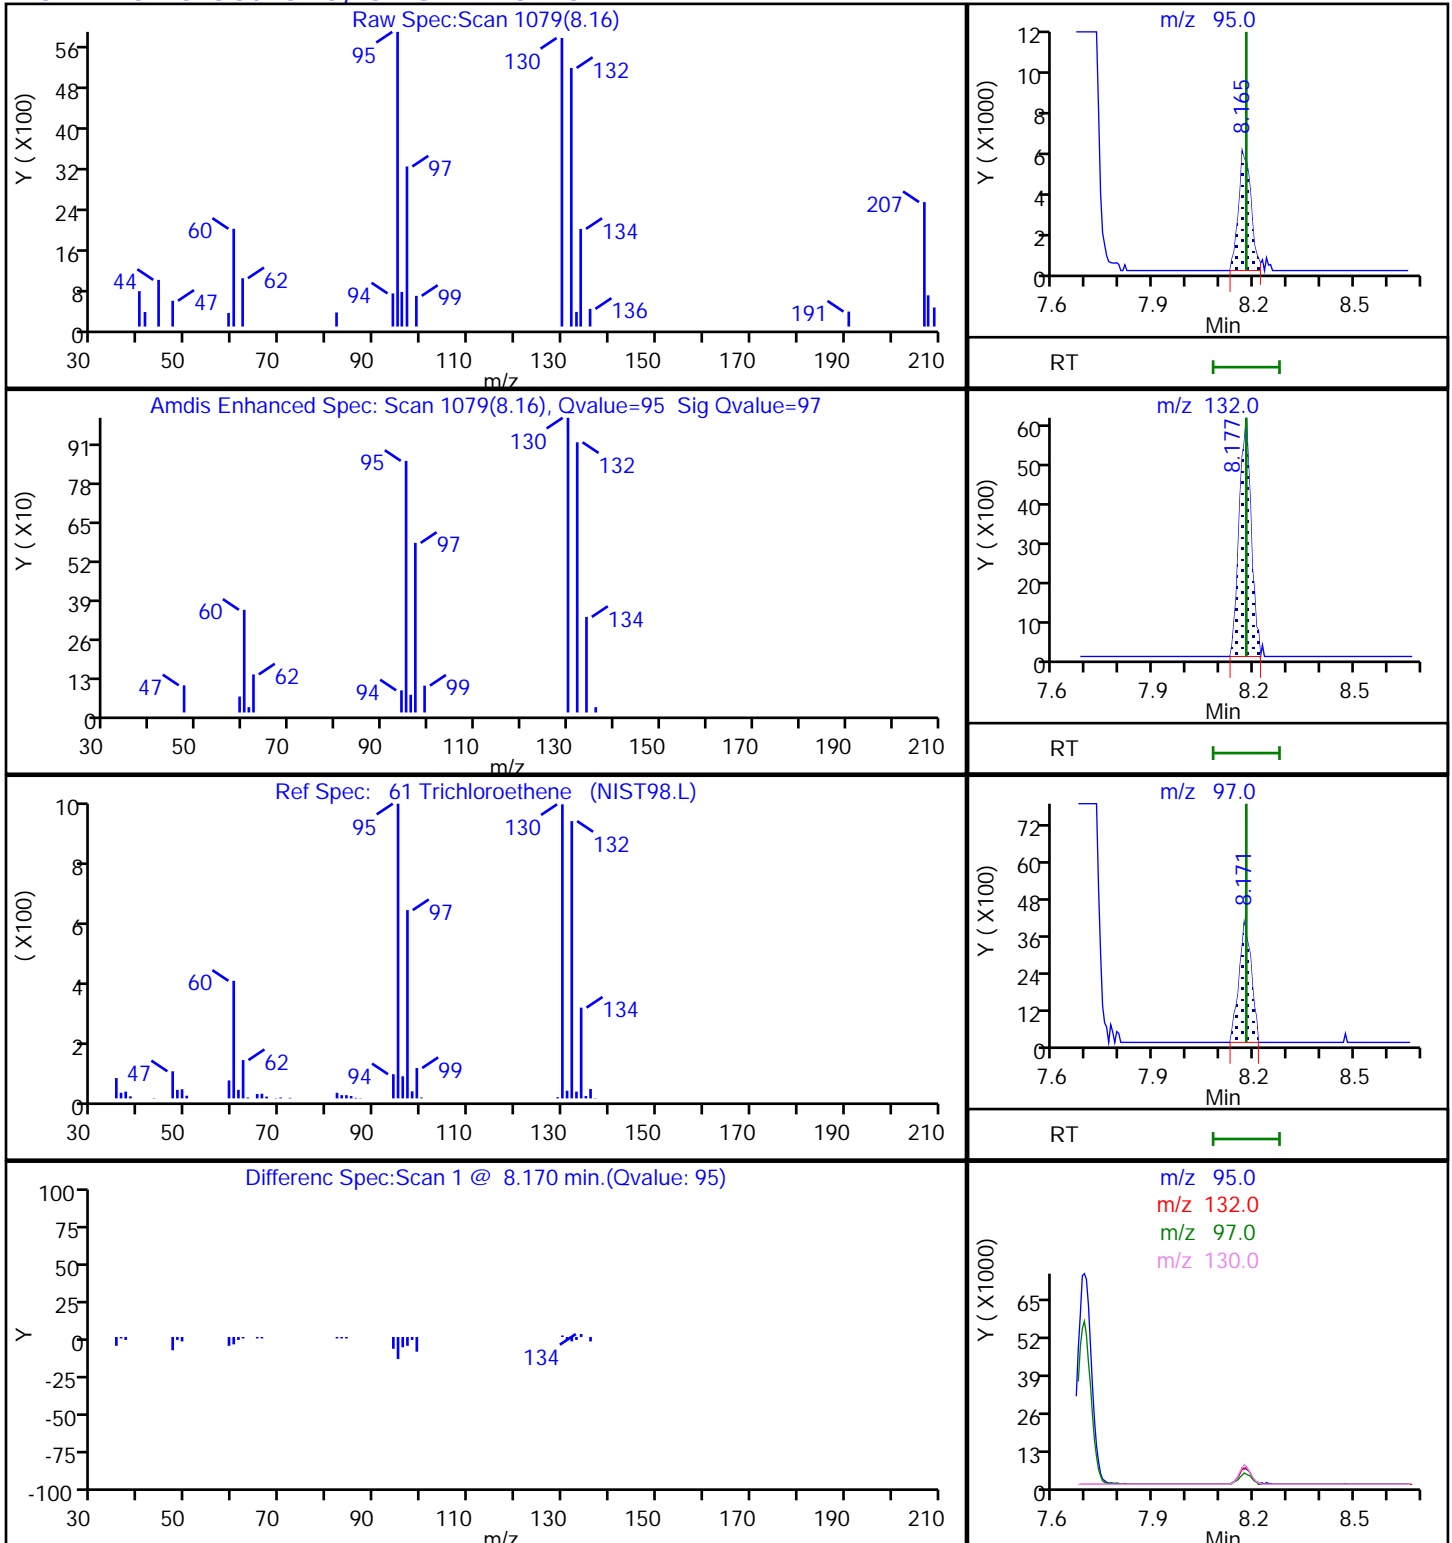 Raw Spec:Scan 1079(8.16)
Y ( X100)
56
48
40
32
24
16
8
0
95
130
132
97
207
60
134
44
62
47
94
99
136
191
30 50 70 90 110 130 150 170 190 210
m/z
m/z 95.0
Y ( X1000)
12
10
8
6
4
2
0
8.165
7.6 7.9 8.2 8.5
Min
RT
Amdis Enhanced Spec: Scan 1079(8.16), Qvalue=95 Sig Qvalue=97
Y ( X10)
91
78
65
52
39
26
13
0
130
95
132
97
60
134
47
62
94
99
30 50 70 90 110 130 150 170 190 210
m/z
m/z 132.0
Y ( X100)
60
50
40
30
20
10
0
8.177
7.6 7.9 8.2 8.5
Min
RT
Ref Spec: 61 Trichloroethene (NIST98.L)
( X100)
10
8
6
4
2
0
95
130
132
97
60
134
47
62
94
99
30 50 70 90 110 130 150 170 190 210
m/z
m/z 97.0
Y ( X100)
72
60
48
36
24
12
0
8.171
7.6 7.9 8.2 8.5
Min
RT
Differenc Spec:Scan 1 @ 8.170 min.(Qvalue: 95)
Y
100
75
50
25
0
-25
-50
-75
-100
134
30 50 70 90 110 130 150 170 190 210
m/z
m/z 95.0
m/z 132.0
m/z 97.0
m/z 130.0
Y ( X1000)
65
52
39
26
13
0
7.6 7.9 8.2 8.5
Min